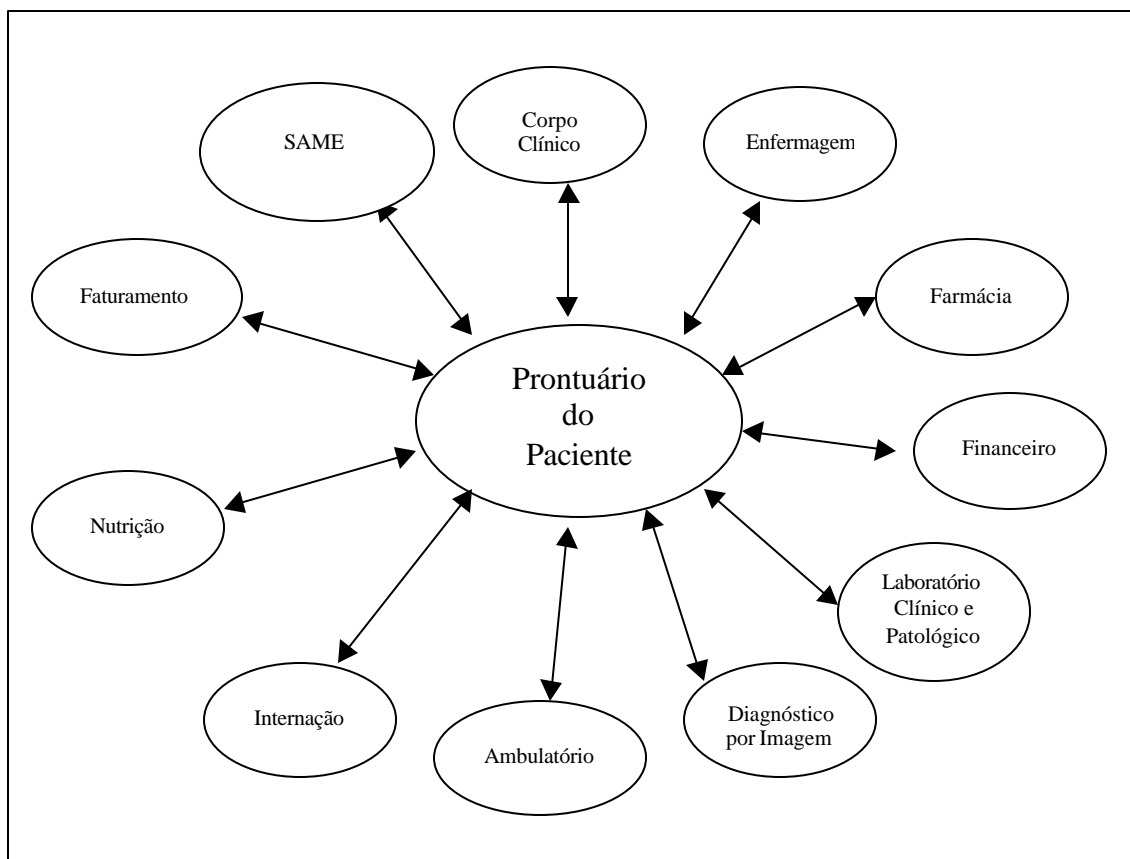 SAME
Corpo
Clínico
Enfermagem
Faturamento
Farmácia
Prontuário
do
Paciente
Financeiro
Nutrição
Laboratório
Clínico e
Patológico
Internação
Ambulatório
Diagnóstico
por Imagem